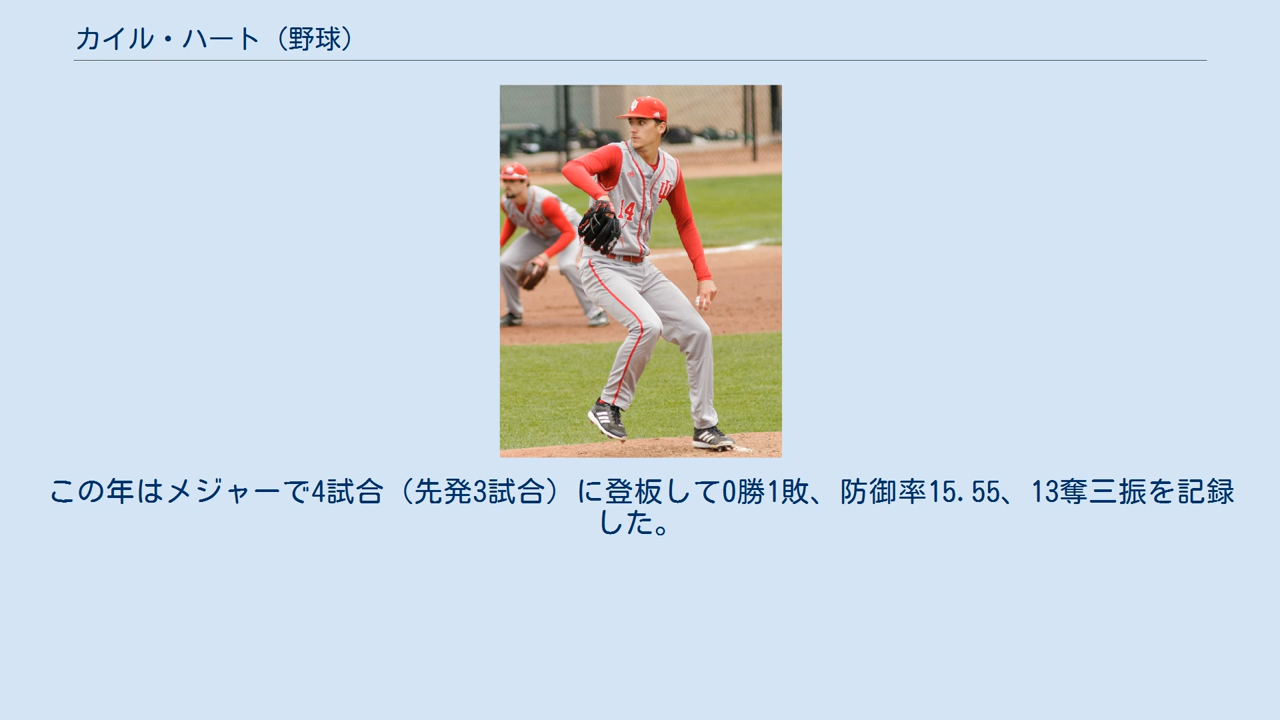 カイル・ハート（野球）
14
この年はメジャーで4試合（先発3試合）に登板して0勝1敗、防御率15.55、13奪三振を記録
した。